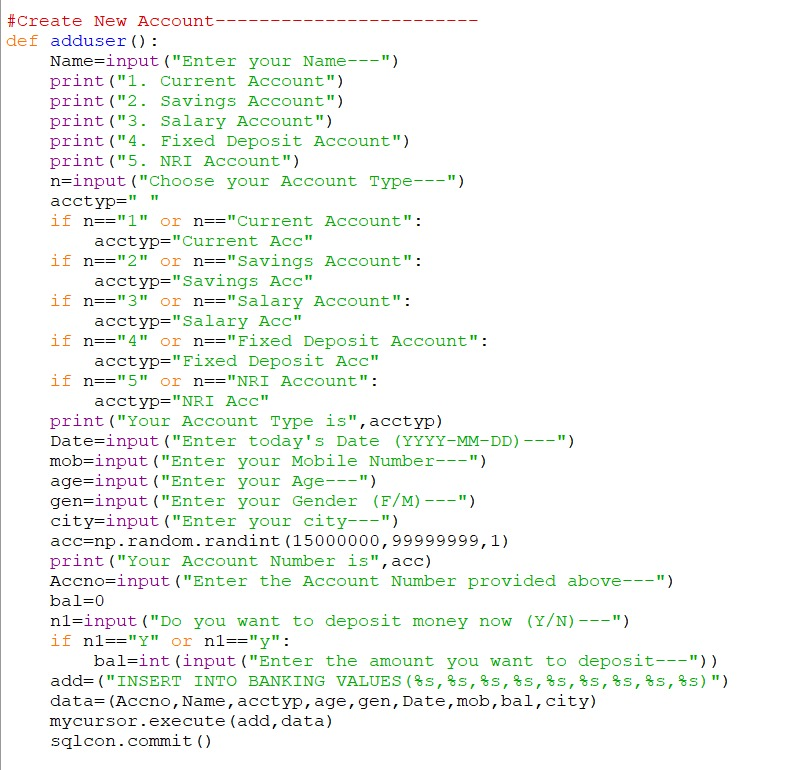 #Create New Account------------------------
def adduser():
    Name=input("Enter your Name---")
    print("1. Current Account")
    print("2. Savings Account")
    print("3. Salary Account")
    print("4. Fixed Deposit Account")
    print("5. NRI Account")
    n=input("Choose your Account Type---")
    acctyp=" "
    if n=="1" or n=="Current Account":
        acctyp="Current Acc"
    if n=="2" or n=="Savings Account":
        acctyp="Savings Acc"
    if n=="3" or n=="Salary Account":
        acctyp="Salary Acc"
    if n=="4" or n=="Fixed Deposit Account":
        acctyp="Fixed Deposit Acc"
    if n=="5" or n=="NRI Account":
        acctyp="NRI Acc"
    print("Your Account Type is",acctyp)
    Date=input("Enter today's Date (YYYY-MM-DD)---")
    mob=input("Enter your Mobile Number---")
    age=input("Enter your Age---")
    gen=input("Enter your Gender (F/M)---")
    city=input("Enter your city---")
    acc=np.random.randint(15000000,99999999,1)
    print("Your Account Number is",acc)
    Accno=input("Enter the Account Number provided above---")
    bal=0
    n1=input("Do you want to deposit money now (Y/N)---")
    if n1=="Y" or n1=="y":
        bal=int(input("Enter the amount you want to deposit---"))
    add=("INSERT INTO BANKING VALUES(%s,%s,%s,%s,%s,%s,%s,%s,%s)")
    data=(Accno,Name,acctyp,age,gen,Date,mob,bal,city)
    mycursor.execute(add,data)
    sqlcon.commit()